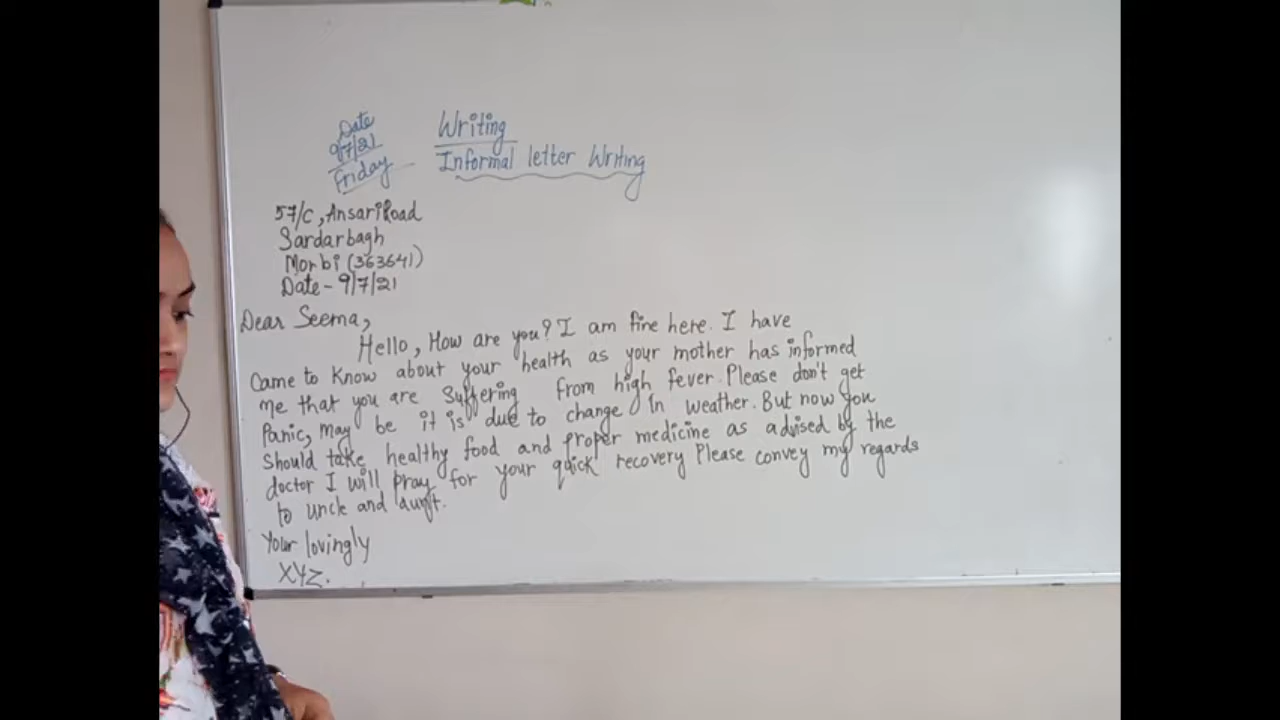 Date
9/7/21
Friday
Writing
Informal letter Writing
57/C, Ansari Road
Sardarbagh
Morbi (363641)
Date - 9/7/21
Dear Seema,
Hello, How are you? I am fine here. I have
Came to Know about your health as your mother has informed
me that you are Suffering from high fever. Please don't get
Panic, may be it is due to change In weather. But now you
Should take healthy food and proper medicine as advised by the
doctor I will pray for your quick recovery Please convey my regards
to uncle and aunt.
Your lovingly
XYZ.